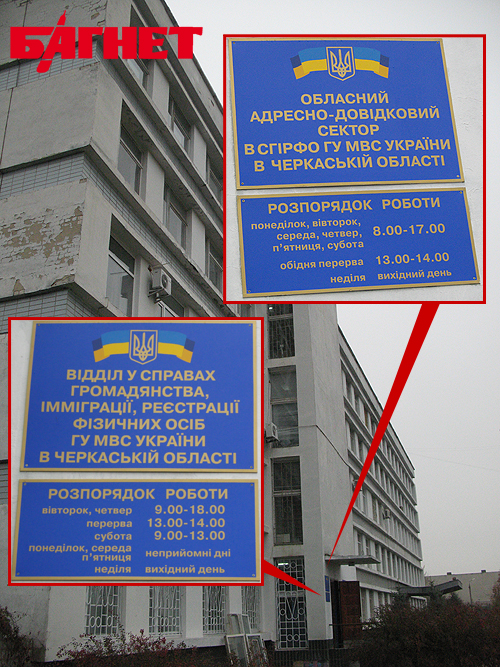 БАГНЕТ
ОБЛАСНИЙ
АДРЕСНО-ДОВІДКОВИЙ
СЕКТОР
В СГІРФО ГУ МВС УКРАЇНИ
В ЧЕРКАСЬКІЙ ОБЛАСТІ
РОЗПОРЯДОК РОБОТИ
понеділок, вівторок,
середа, четвер, 8.00-17.00
п'ятниця, субота
обідня перерва 13.00-14.00
неділя вихідний день
ВІДДІЛ У СПРАВАХ
ГРОМАДЯНСТВА,
ІММІГРАЦІЇ, РЕЄСТРАЦІЇ
ФІЗИЧНИХ ОСІБ
ГУ МВС УКРАЇНИ
В ЧЕРКАСЬКІЙ ОБЛАСТІ
РОЗПОРЯДОК РОБОТИ
вівторок, четвер 9.00-18.00
перерва 13.00-14.00
субота 9.00-13.00
понеділок, середа
п'ятниця неприйомні дні
неділя вихідний день